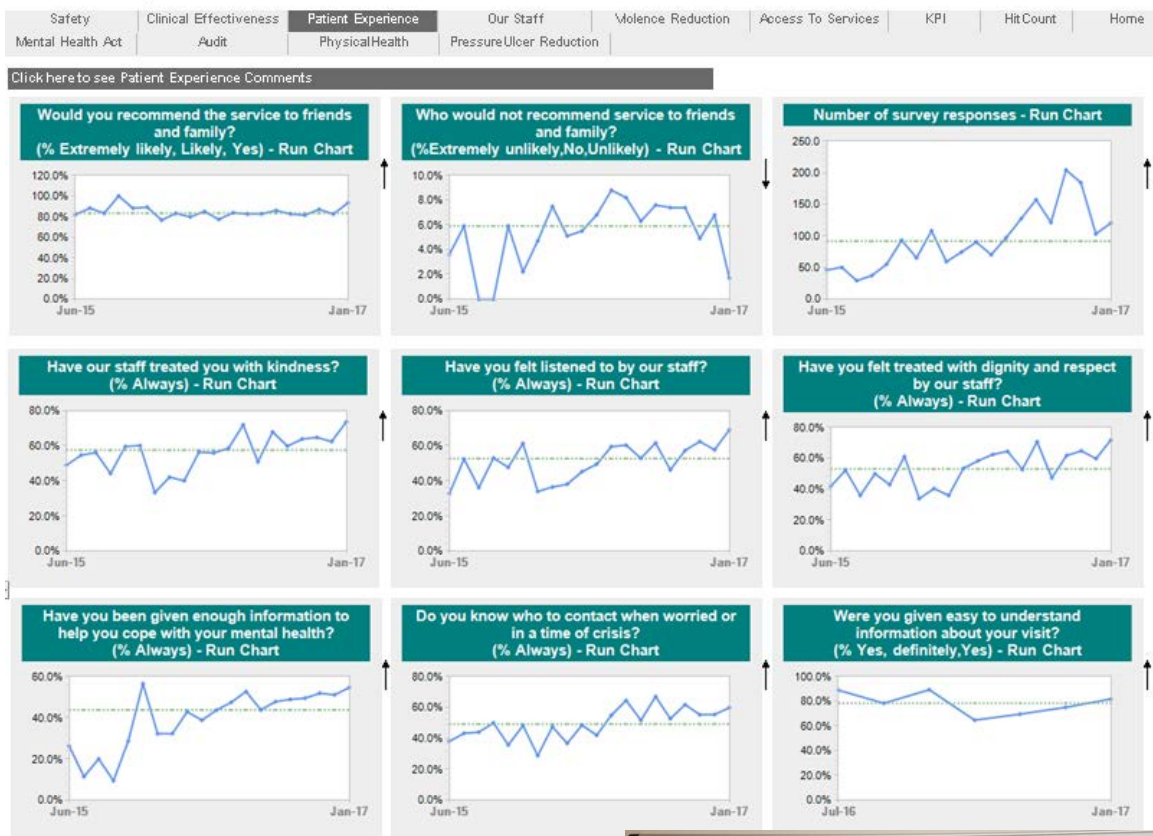 Safety Clinical Effectiveness Patient Experience Our Staff Violence Reduction Access To Services KPI HitCount Home
Mental Health Act Audit PhysicalHealth PressureUlcer Reduction
Click here to see Patient Experience Comments
Would you recommend the service to friends
and family?
(% Extremely likely, Likely, Yes) - Run Chart
120.0%
100.0%
80.0%
60.0%
40.0%
20.0%
0.0%
Jun-15 Jan-17
Who would not recommend service to friends
and family?
(%Extremely unlikely,No,Unlikely) - Run Chart
10.0%
8.0%
6.0%
4.0%
2.0%
0.0%
Jun-15 Jan-17
Number of survey responses - Run Chart
250.0
200.0
150.0
100.0
50.0
0.0
Jun-15 Jan-17
Have our staff treated you with kindness?
(% Always) - Run Chart
80.0%
60.0%
40.0%
20.0%
0.0%
Jun-15 Jan-17
Have you felt listened to by our staff?
(% Always) - Run Chart
80.0%
60.0%
40.0%
20.0%
0.0%
Jun-15 Jan-17
Have you felt treated with dignity and respect
by our staff?
(% Always) - Run Chart
80.0%
60.0%
40.0%
20.0%
0.0%
Jun-15 Jan-17
Have you been given enough information to
help you cope with your mental health?
(% Always) - Run Chart
60.0%
40.0%
20.0%
0.0%
Jun-15 Jan-17
Do you know who to contact when worried or
in a time of crisis?
(% Always) - Run Chart
80.0%
60.0%
40.0%
20.0%
0.0%
Jun-15 Jan-17
Were you given easy to understand
information about your visit?
(% Yes, definitely,Yes) - Run Chart
100.0%
80.0%
60.0%
40.0%
20.0%
0.0%
Jul-16 Jan-17